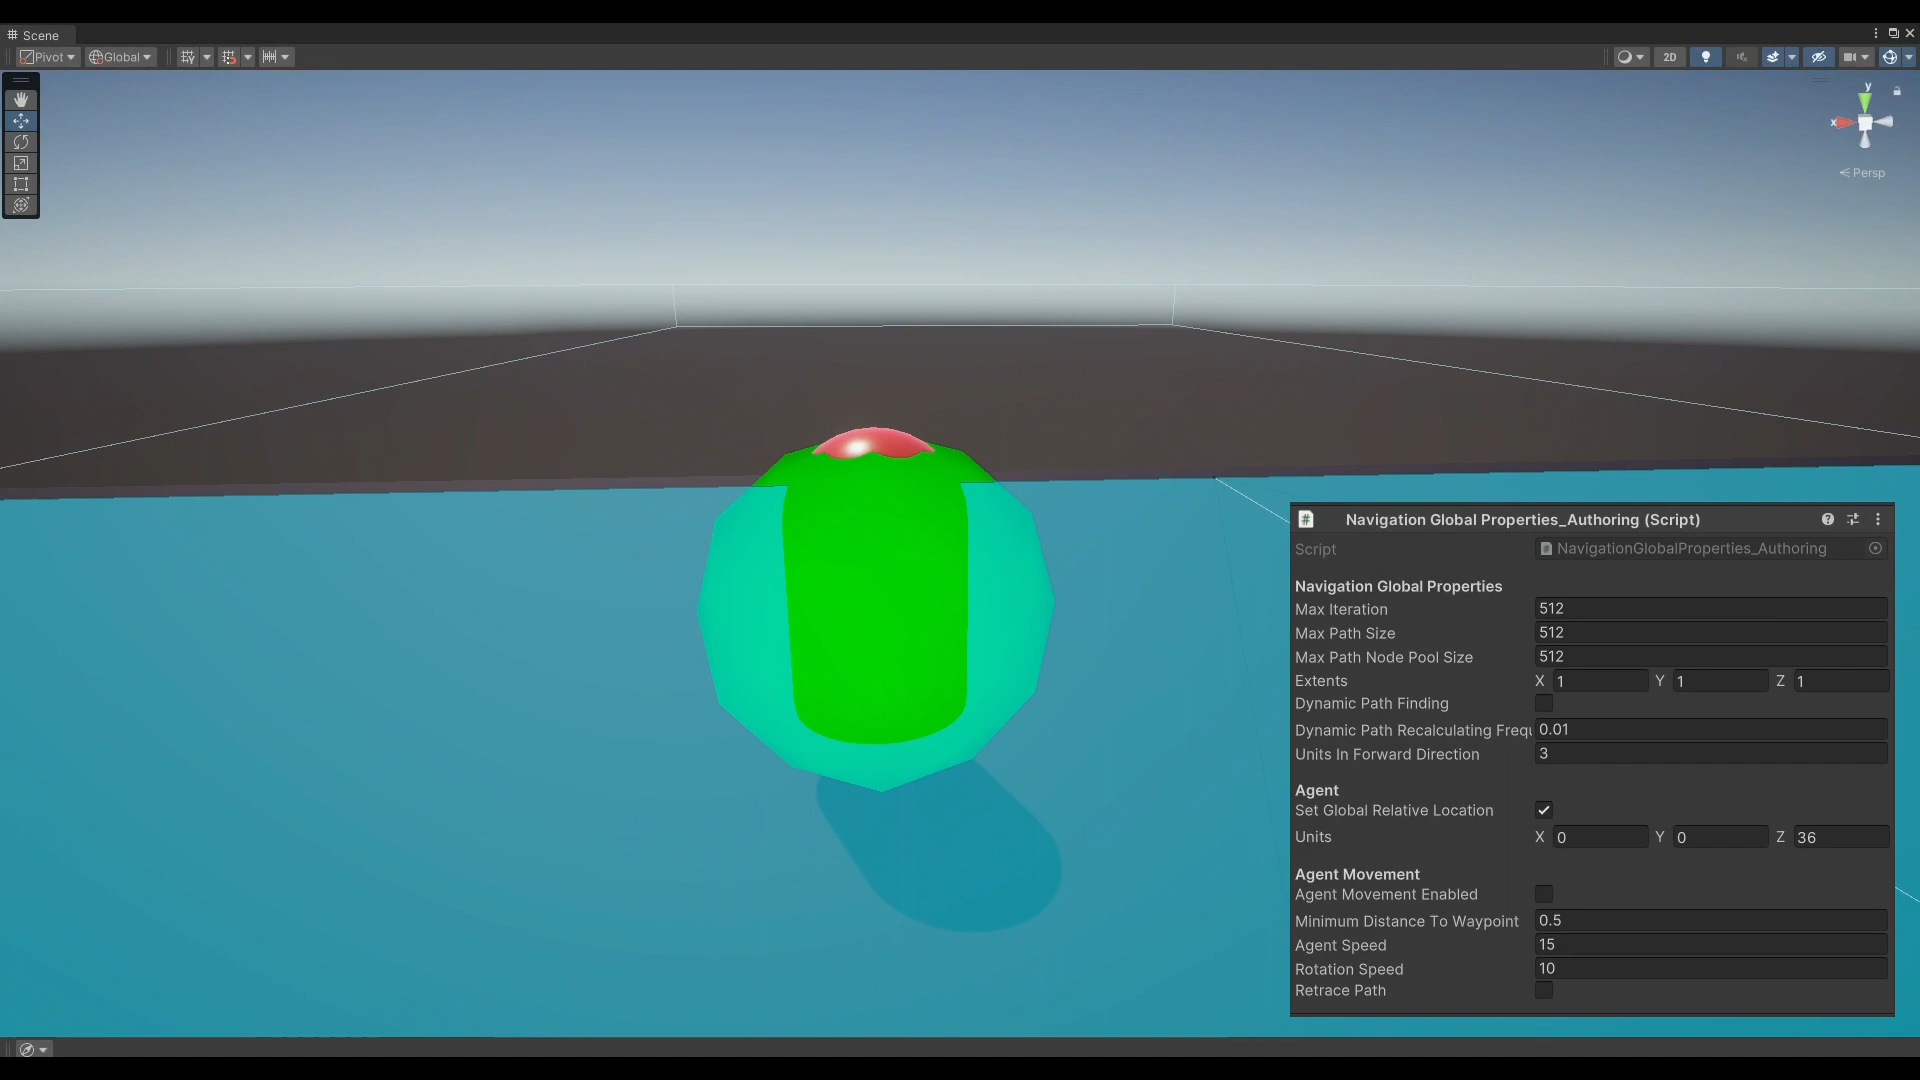 Scene
Pivot
Global
2D
y
x
Persp
Navigation Global Properties_Authoring (Script)
Script NavigationGlobalProperties_Authoring
Navigation Global Properties
Max Iteration 512
Max Path Size 512
Max Path Node Pool Size 512
Extents X 1 Y 1 Z 1
Dynamic Path Finding
Dynamic Path Recalculating Frequ 0.01
Units In Forward Direction 3
Agent
Set Global Relative Location
Units X 0 Y 0 Z 36
Agent Movement
Agent Movement Enabled
Minimum Distance To Waypoint 0.5
Agent Speed 15
Rotation Speed 10
Retrace Path